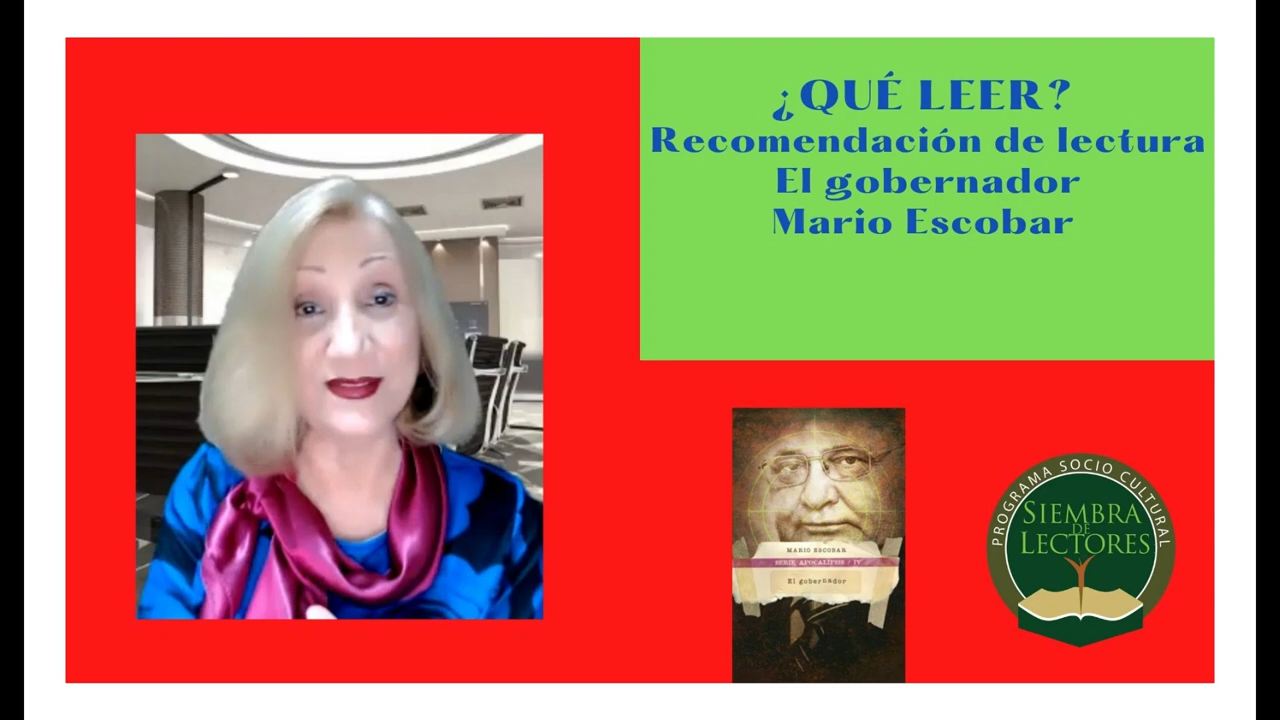 ¿QUÉ LEER?
Recomendación de lectura
El gobernador
Mario Escobar
MARIO ESCOBAR
SERIE APOCALIPSIS / IV
El gobernador
PROGRAMA SOCIO CULTURAL
SIEMBRA
DE
LECTORES